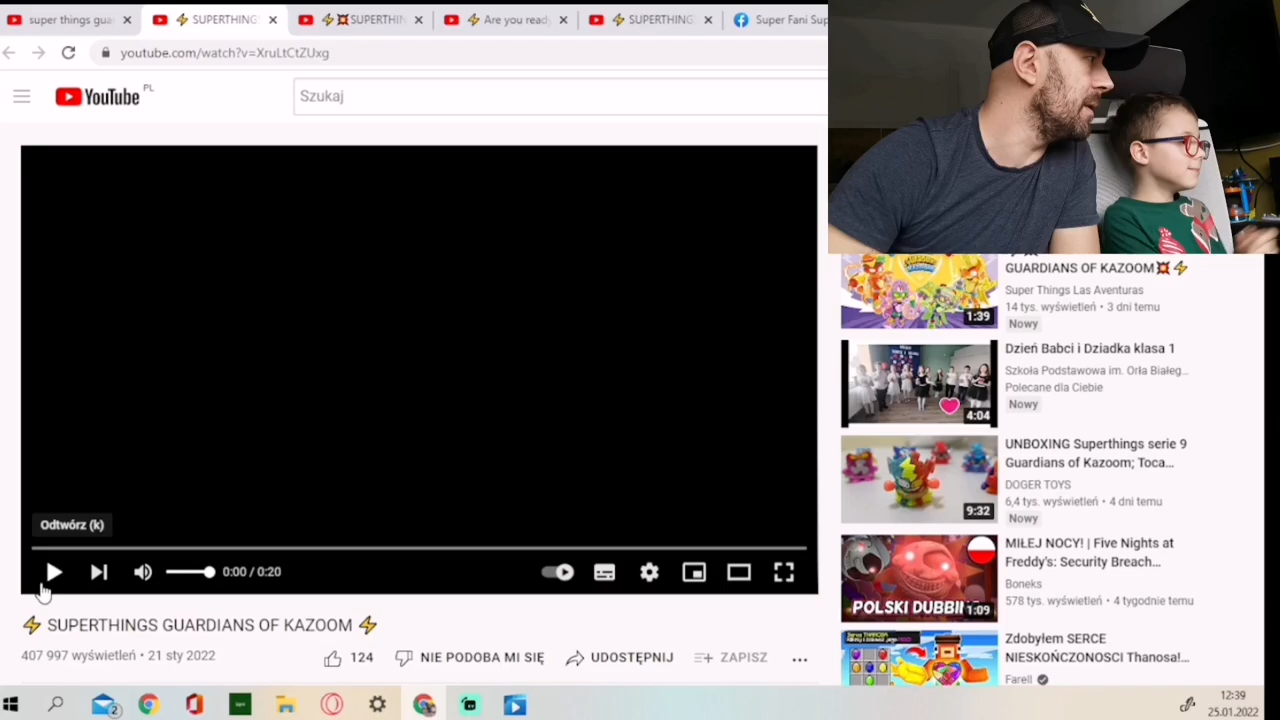 super things gua
⚡ SUPERTHINGS
⚡💥SUPERTHIN
⚡ Are you read
⚡ SUPERTHING
Super Fani Sup
youtube.com/watch?v=XruLtCtZUxg
YouTube PL
Szukaj
GUARDIANS OF KAZOOM💥⚡
Super Things Las Aventuras
14 tys. wyświetleń • 3 dni temu
1:39
Nowy
Dzień Babci i Dziadka klasa 1
Szkoła Podstawowa im. Orła Białeg...
Polecane dla Ciebie
Nowy
4:04
UNBOXING Superthings serie 9
Guardians of Kazoom; Toca...
DOGER TOYS
6,4 tys. wyświetleń • 4 dni temu
9:32
Nowy
MIŁEJ NOCY! | Five Nights at
Freddy's: Security Breach...
Boneks
578 tys. wyświetleń • 4 tygodnie temu
POLSKI DUBBIN
1:09
Zdobyłem SERCE
NIESKOŃCZONOSCI Thanosa!...
Farell
Odtwórz (k)
0:00 / 0:20
⚡ SUPERTHINGS GUARDIANS OF KAZOOM ⚡
407 997 wyświetleń • 21 sty 2022
124
NIE PODOBA MI SIĘ
UDOSTĘPNIJ
ZAPISZ
2
12:39
25.01.2022